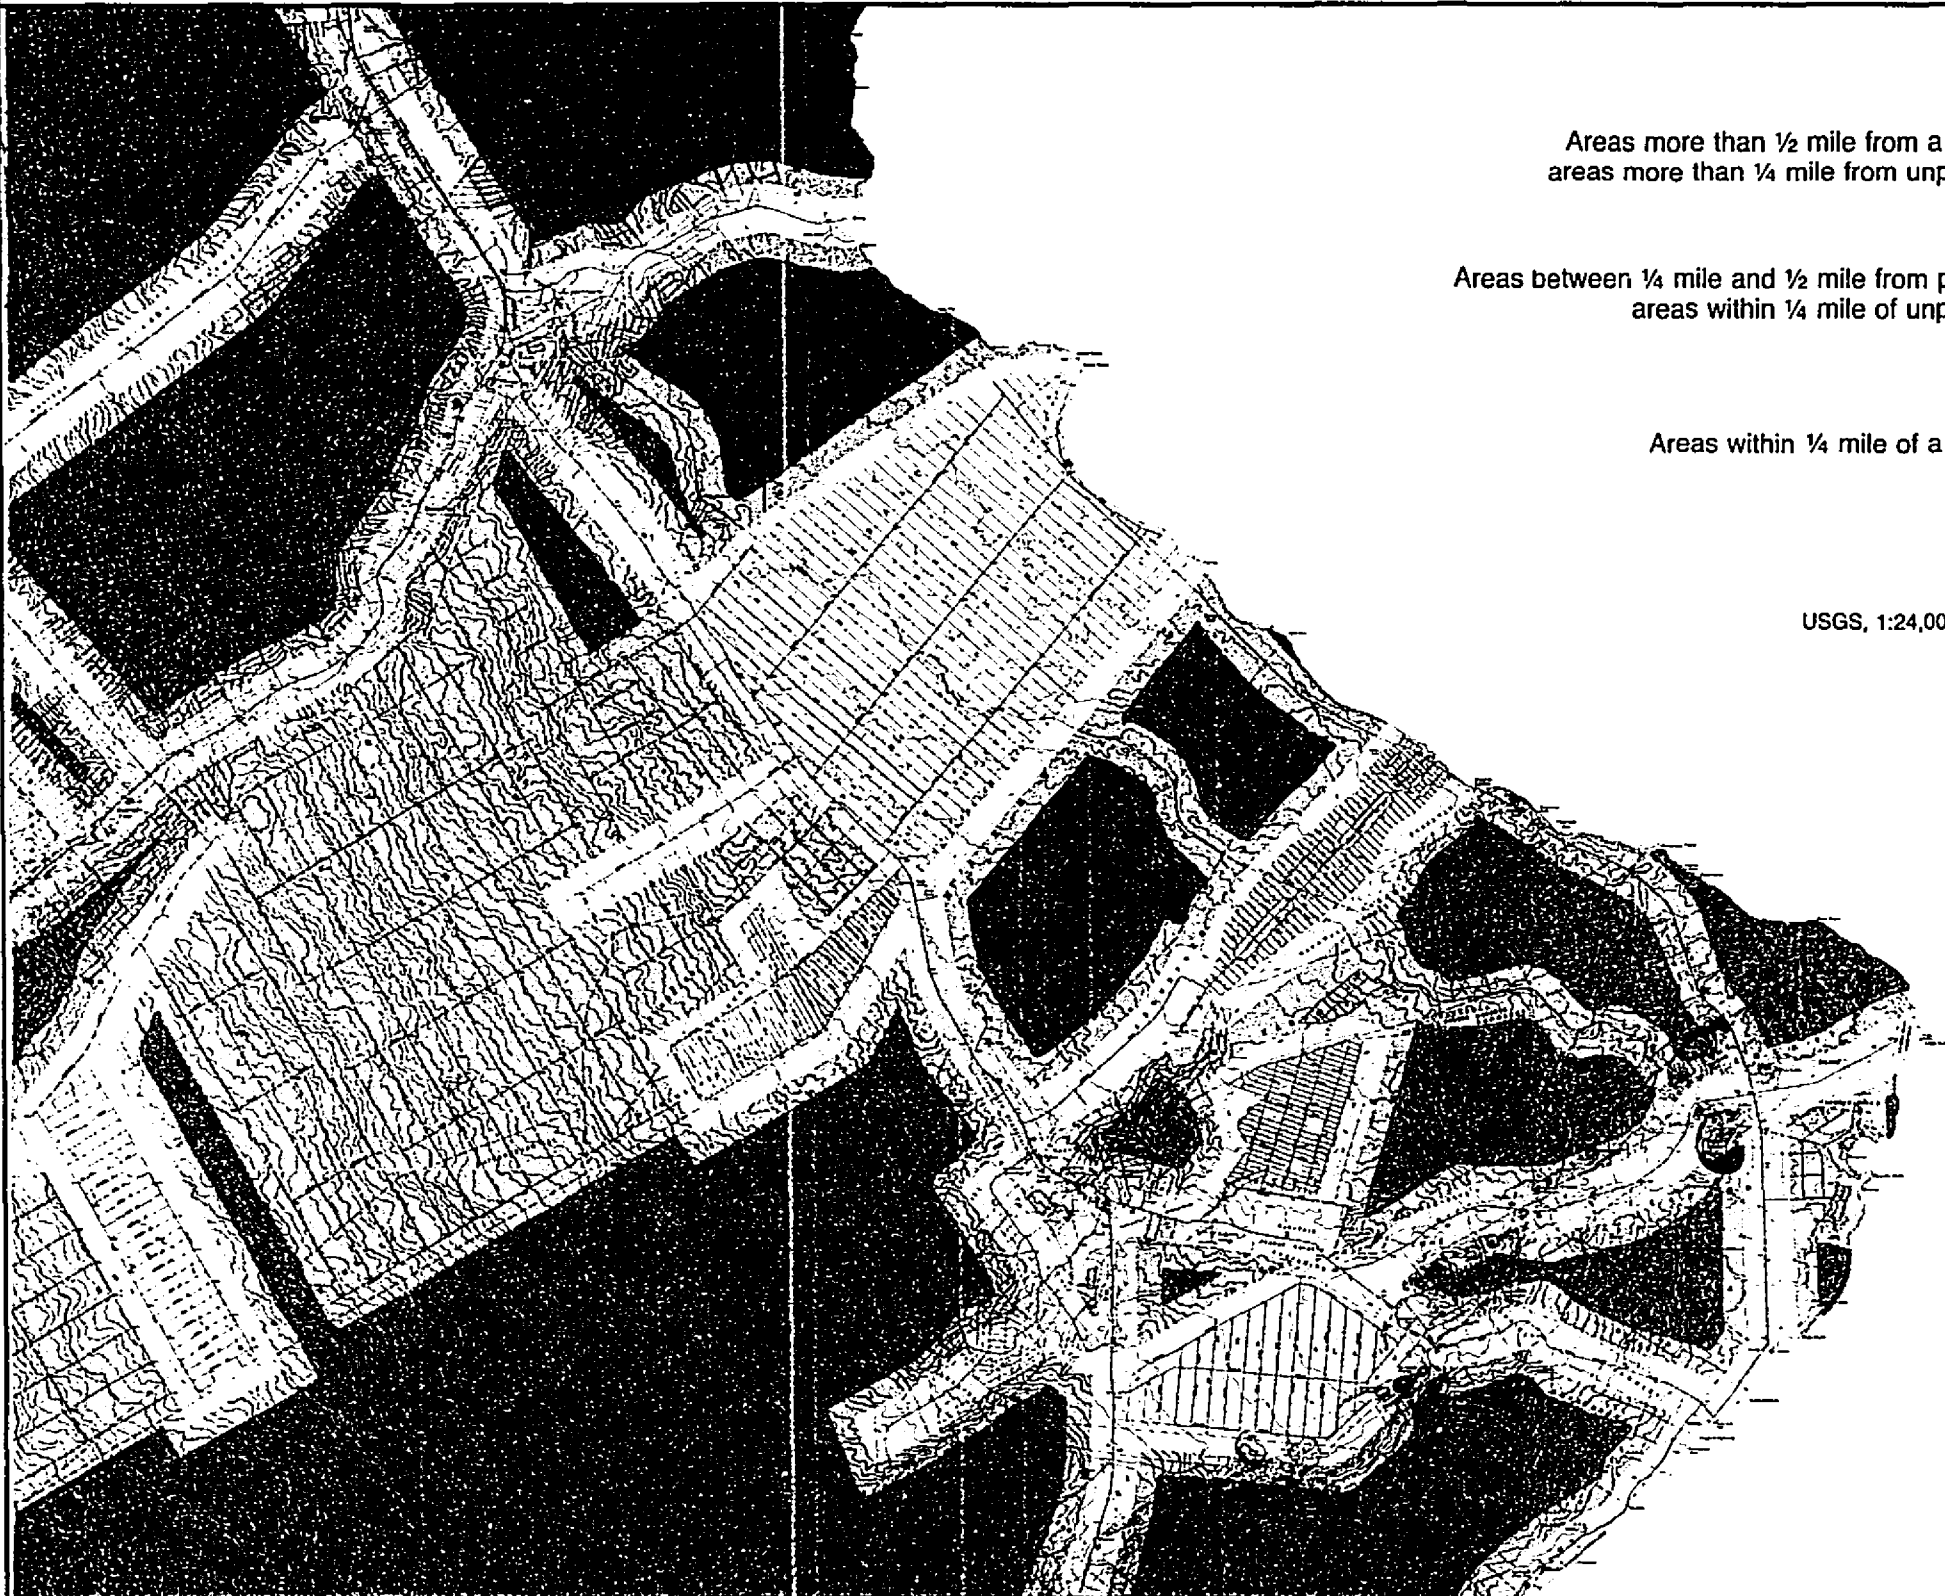 Areas more than ½ mile from a
areas more than ¼ mile from unp
Areas between ¼ mile and ½ mile from p
areas within ¼ mile of unp
Areas within ¼ mile of a
USGS, 1:24,00